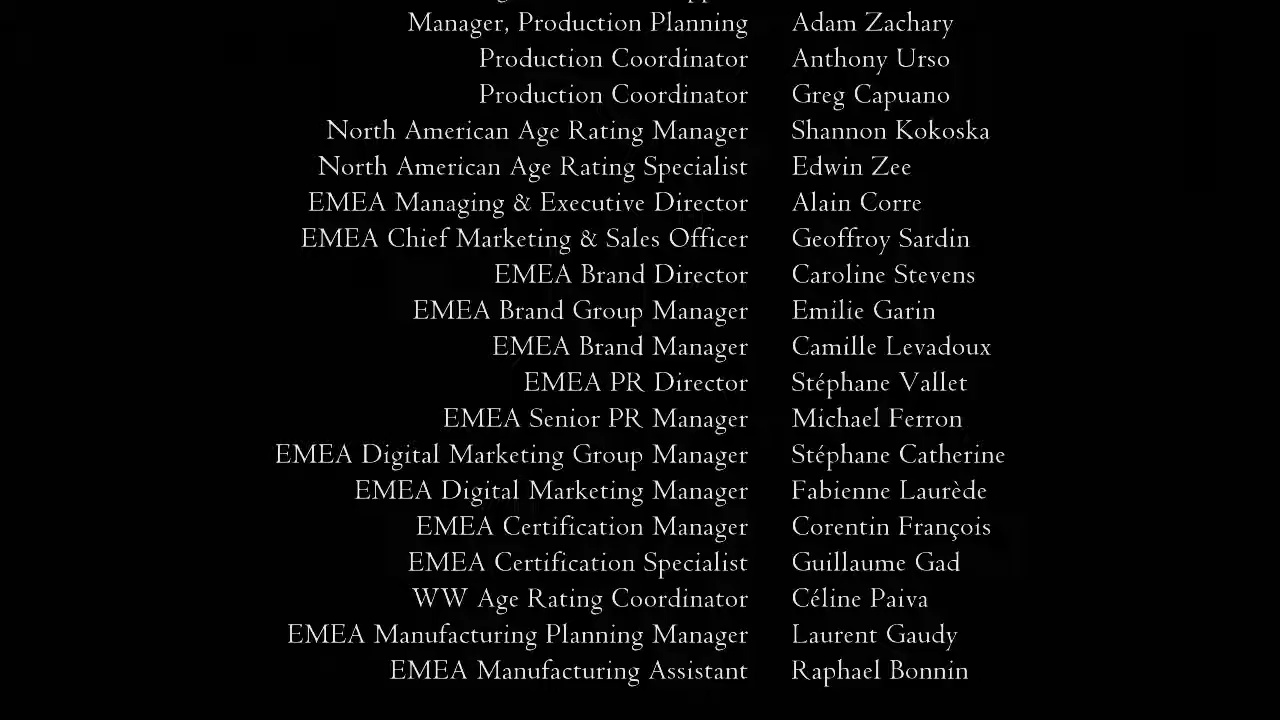 Manager, Production Planning Adam Zachary
Production Coordinator Anthony Urso
Production Coordinator Greg Capuano
North American Age Rating Manager Shannon Kokoska
North American Age Rating Specialist Edwin Zee
EMEA Managing & Executive Director Alain Corre
EMEA Chief Marketing & Sales Officer Geoffroy Sardin
EMEA Brand Director Caroline Stevens
EMEA Brand Group Manager Emilie Garin
EMEA Brand Manager Camille Levadoux
EMEA PR Director Stéphane Vallet
EMEA Senior PR Manager Michael Ferron
EMEA Digital Marketing Group Manager Stéphane Catherine
EMEA Digital Marketing Manager Fabienne Laurède
EMEA Certification Manager Corentin François
EMEA Certification Specialist Guillaume Gad
WW Age Rating Coordinator Céline Paiva
EMEA Manufacturing Planning Manager Laurent Gaudy
EMEA Manufacturing Assistant Raphael Bonnin